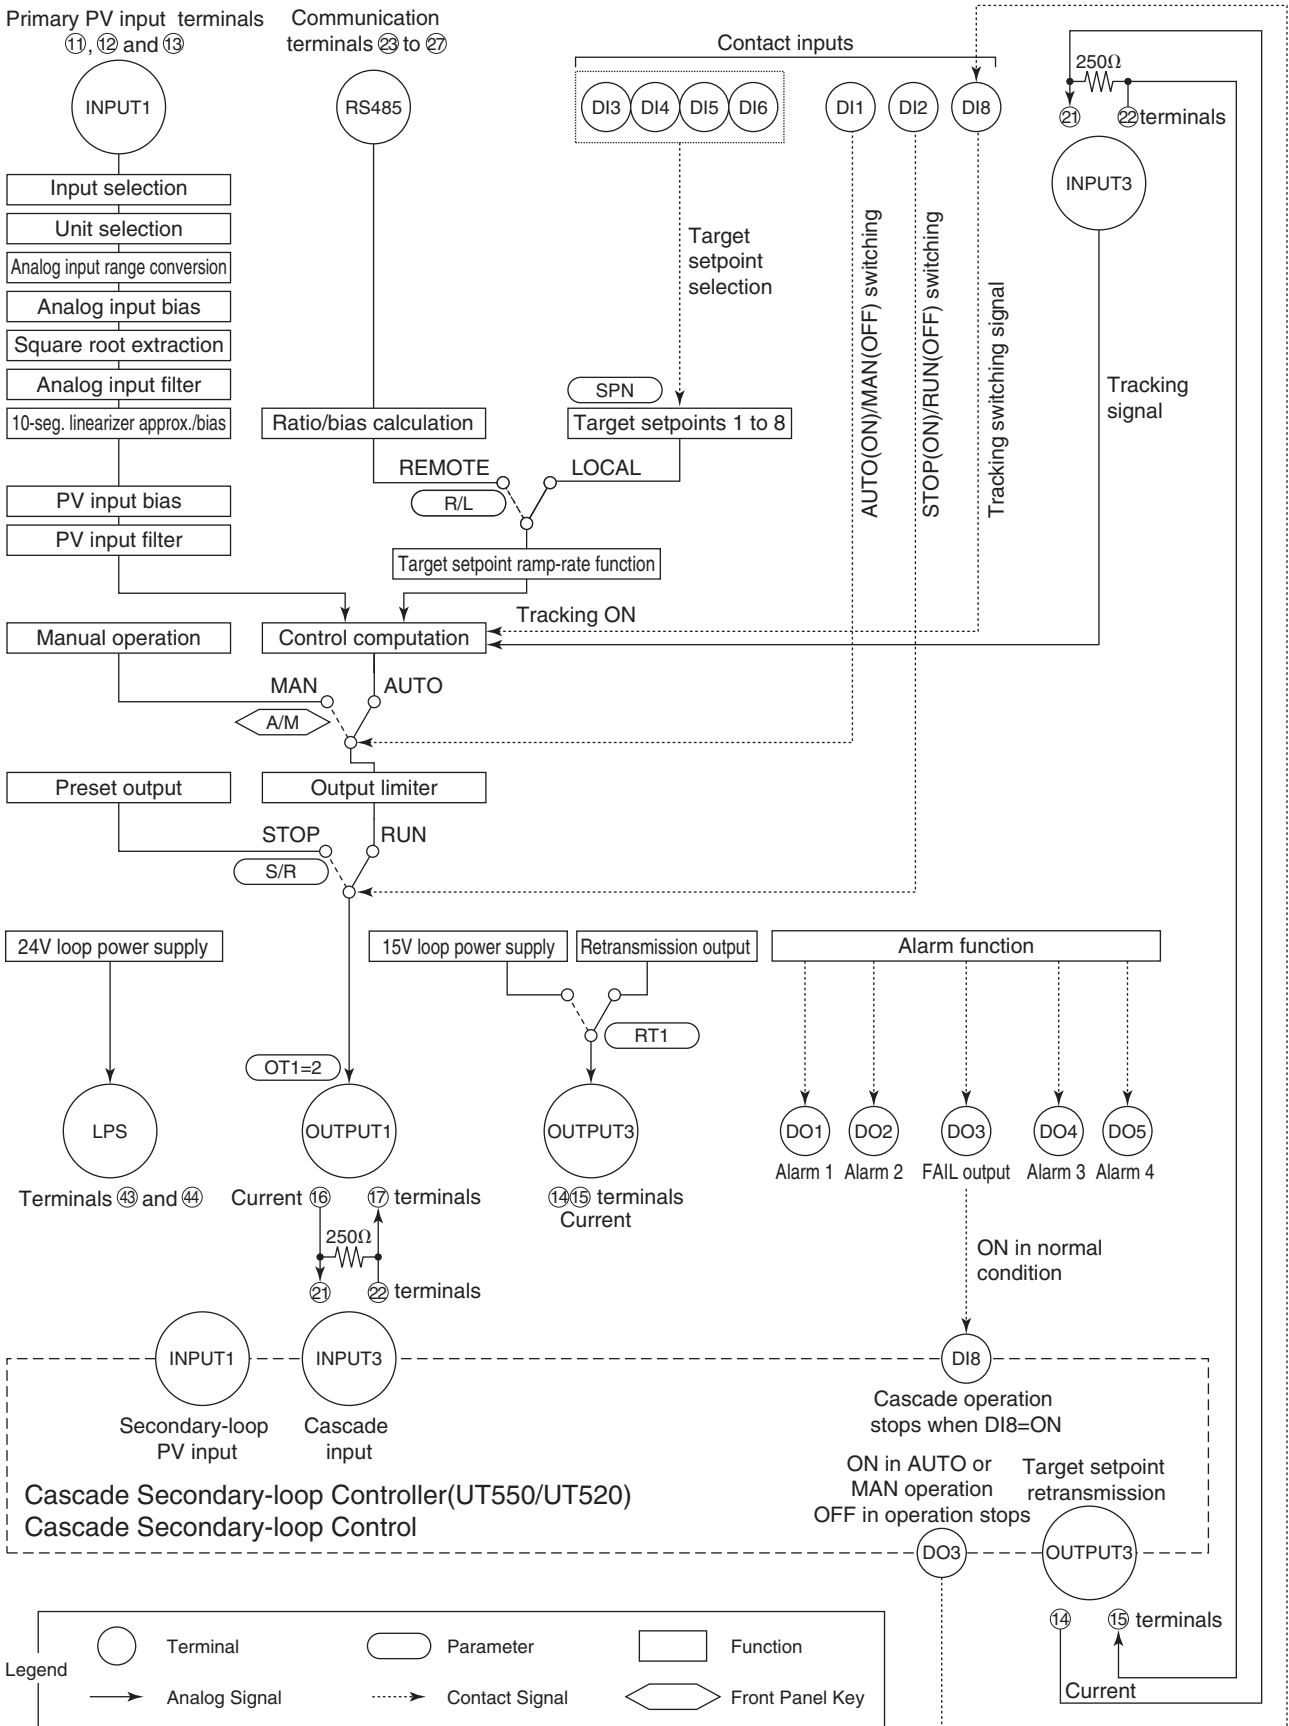 Primary PV input terminals
⑪, ⑫ and ⑬
INPUT1
Communication
terminals ㉓ to ㉗
RS485
Contact inputs
DI3
DI4
DI5
DI6
DI1
DI2
DI8
250Ω
㉑
㉒ terminals
INPUT3
Input selection
Unit selection
Analog input range conversion
Analog input bias
Square root extraction
Analog input filter
10-seg. linearizer approx./bias
PV input bias
PV input filter
Target
setpoint
selection
AUTO(ON)/MAN(OFF) switching
STOP(ON)/RUN(OFF) switching
Tracking switching signal
Tracking
signal
SPN
Ratio/bias calculation
Target setpoints 1 to 8
REMOTE
LOCAL
R/L
Target setpoint ramp-rate function
Tracking ON
Manual operation
Control computation
MAN
AUTO
A/M
Preset output
Output limiter
STOP
RUN
S/R
24V loop power supply
15V loop power supply
Retransmission output
Alarm function
RT1
OT1=2
LPS
OUTPUT1
OUTPUT3
DO1
DO2
DO3
DO4
DO5
Alarm 1
Alarm 2
FAIL output
Alarm 3
Alarm 4
Terminals ㊸ and ㊹
Current ⑯
⑰ terminals
⑭⑮ terminals
Current
250Ω
㉑
㉒ terminals
ON in normal
condition
INPUT1
INPUT3
DI8
Secondary-loop
PV input
Cascade
input
Cascade operation
stops when DI8=ON
ON in AUTO or
MAN operation
OFF in operation stops
Target setpoint
retransmission
Cascade Secondary-loop Controller(UT550/UT520)
Cascade Secondary-loop Control
DO3
OUTPUT3
⑭
⑮ terminals
Current
Legend
Terminal
Parameter
Function
Analog Signal
Contact Signal
Front Panel Key